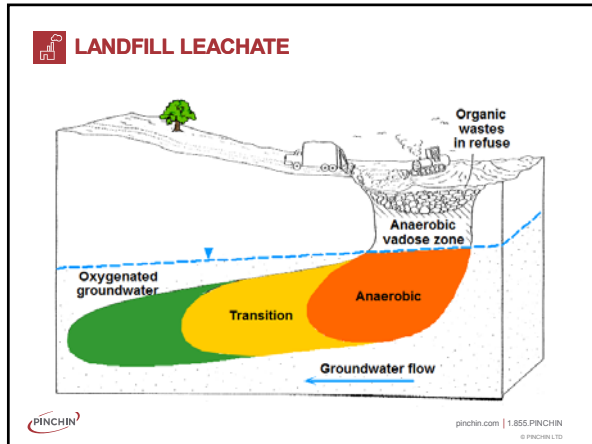 LANDFILL LEACHATE
Organic
wastes
in refuse
Anaerobic
vadose zone
Oxygenated
groundwater
Transition
Anaerobic
Groundwater flow
PINCHIN
pinchin.com | 1.855.PINCHIN
© PINCHIN LTD